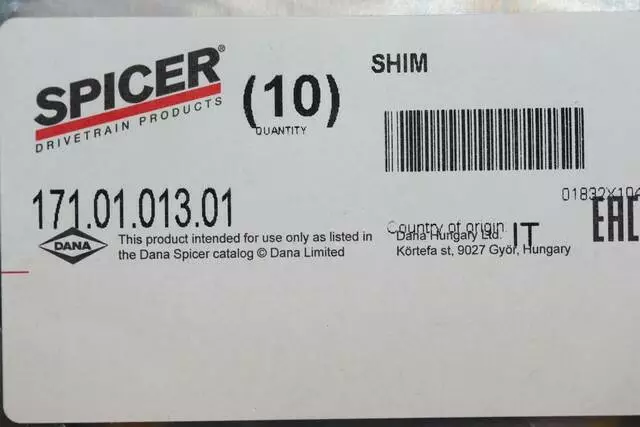 SPICER®
DRIVETRAIN PRODUCTS
(10)
QUANTITY
SHIM
171.01.013.01
01832X104
EAC
DANA
This product intended for use only as listed in
the Dana Spicer catalog © Dana Limited
Country of origin IT
Dana Hungary Ltd.
Körtefa st, 9027 Győr, Hungary